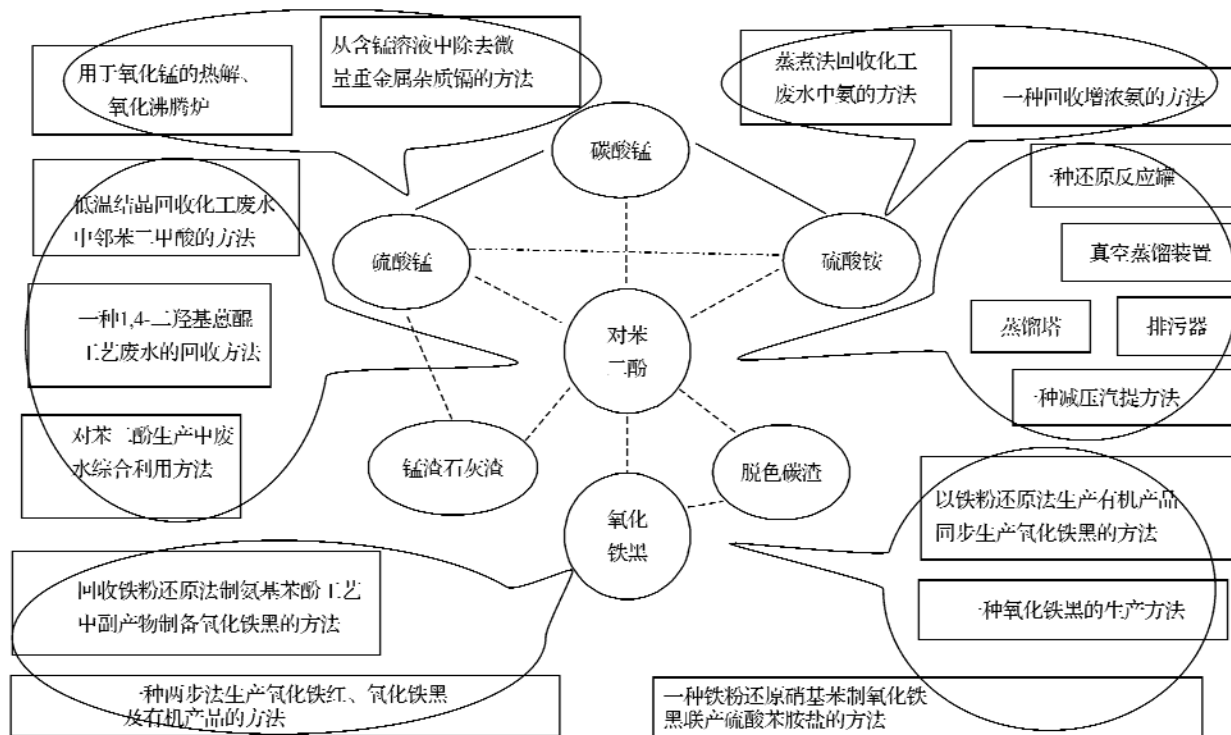 用于氧化锰的热解、
氧化沸腾炉
从含锰溶液中除去微
量重金属杂质镉的方法
蒸煮法回收化工
废水中氨的方法
一种回收增浓氨的方法
碳酸锰
低温结晶回收化工废水
中邻苯二甲酸的方法
硫酸锰
硫酸铵
一种还原反应罐
真空蒸馏装置
一种1,4-二羟基蒽醌
工艺废水的回收方法
对苯
二酚
蒸馏塔
排污器
一种减压汽提方法
对苯二酚生产中废
水综合利用方法
锰渣石灰渣
脱色碳渣
氧化
铁黑
以铁粉还原法生产有机产品
同步生产氧化铁黑的方法
回收铁粉还原法制氨基苯酚工艺
中副产物制备氧化铁黑的方法
一种氧化铁黑的生产方法
一种两步法生产氧化铁红、氧化铁黑
及有机产品的方法
一种铁粉还原硝基苯制氧化铁
黑联产硫酸苯胺盐的方法